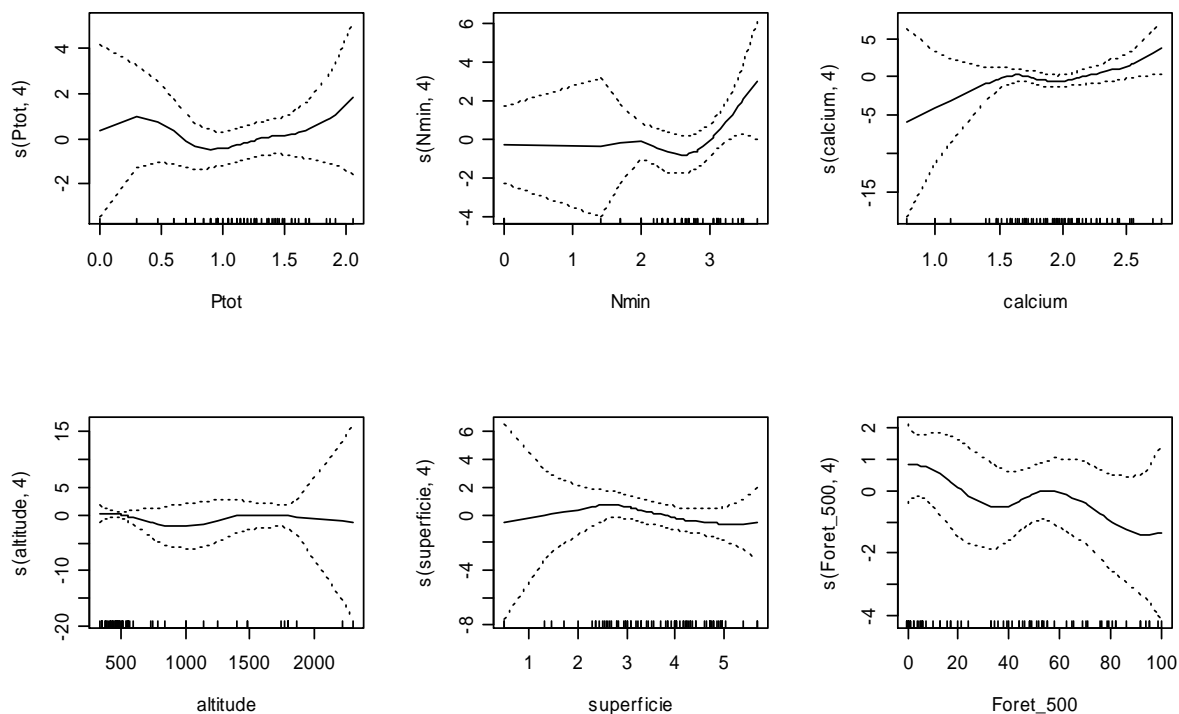 s(Ptot, 4)
4
2
0
-2
0.0 0.5 1.0 1.5 2.0
Ptot
s(Nmin, 4)
6
4
2
0
-2
-4
0 1 2 3
Nmin
s(calcium, 4)
5
0
5
-15
1.0 1.5 2.0 2.5
calcium
s(altitude, 4)
15
5
0
-10
-20
500 1000 1500 2000
altitude
s(superficie, 4)
6
4
2
0
-4
-8
1 2 3 4 5
superficie
s(Foret_500, 4)
2
1
0
-2
-4
0 20 40 60 80 100
Foret_500